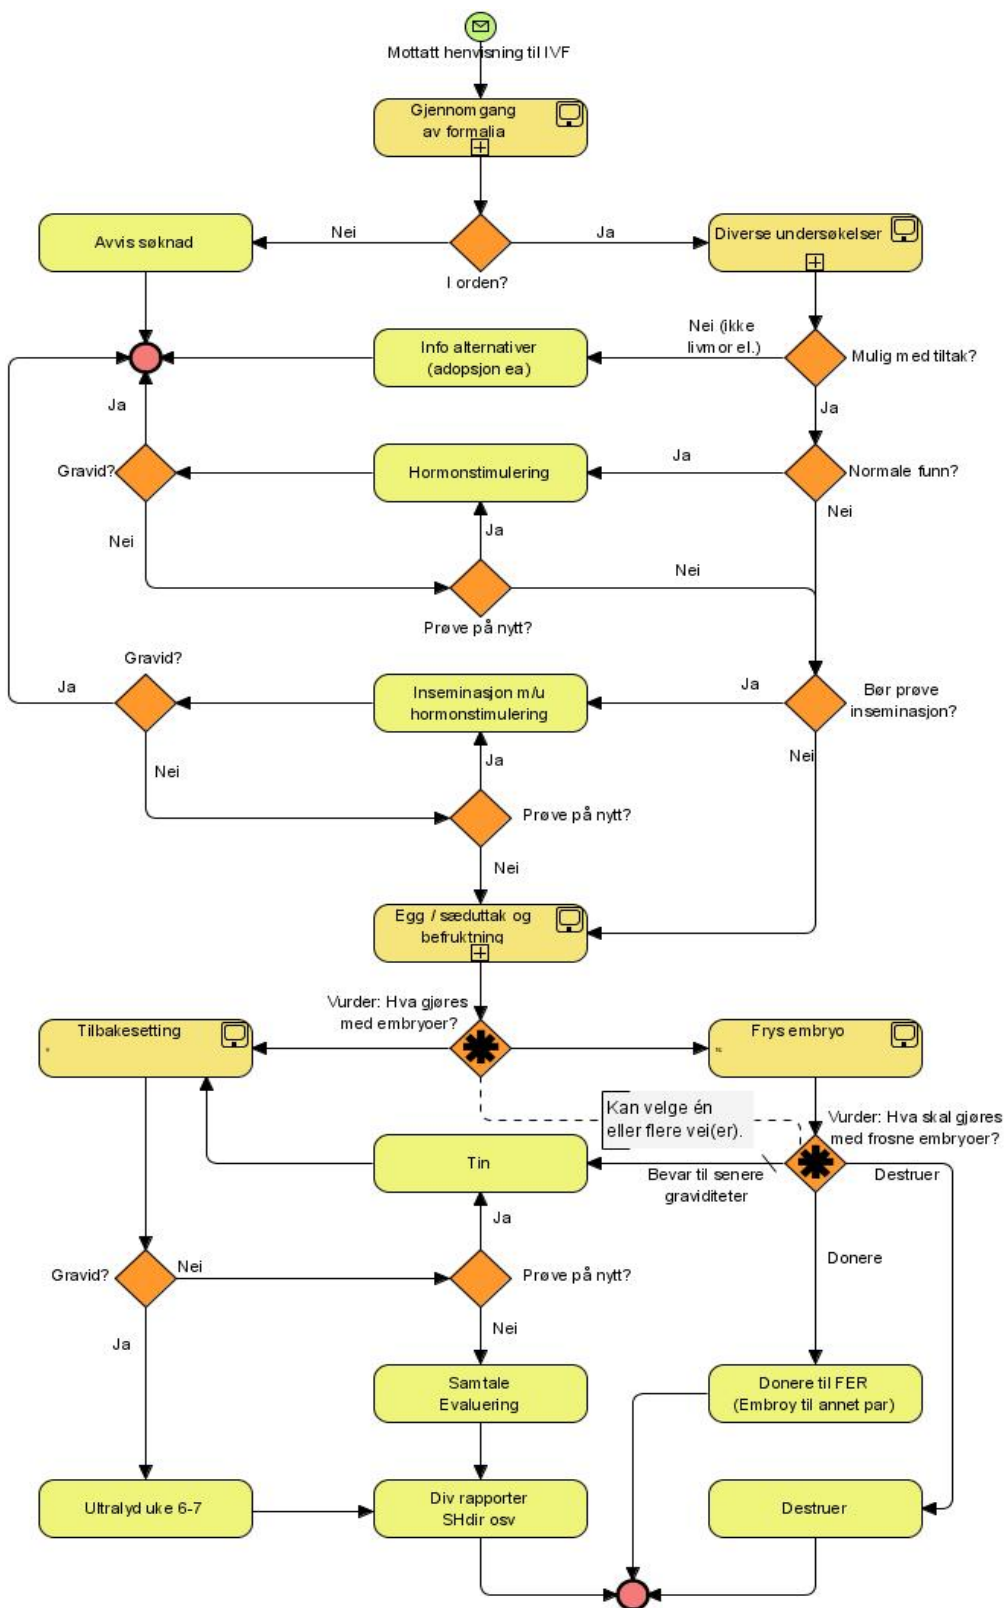 Mottatt henvisning til IVF
Gjennomgang
av formalia
Nei
Ja
Avvis søknad
Diverse undersøkelser
I orden?
Nei (ikke
livmor el.)
Info alternativer
(adopsjon ea)
Mulig med tiltak?
Ja
Ja
Gravid?
Hormonstimulering
Ja
Normale funn?
Nei
Nei
Ja
Nei
Prøve på nytt?
Gravid?
Ja
Inseminasjon m/u
hormonstimulering
Ja
Bør prøve
inseminasjon?
Nei
Nei
Ja
Prøve på nytt?
Nei
Egg / sæduttak og
befruktning
Vurder: Hva gjøres
med embryoer?
Tilbakesetting
Frys embryo
Kan velge én
eller flere vei(er).
Vurder: Hva skal gjøres
med frosne embryoer?
Tin
Bevar til senere
graviditeter
Destruer
Ja
Donere
Gravid?
Nei
Prøve på nytt?
Ja
Nei
Samtale
Evaluering
Donere til FER
(Embroy til annet par)
Ultralyd uke 6-7
Div rapporter
SHdir osv
Destruer